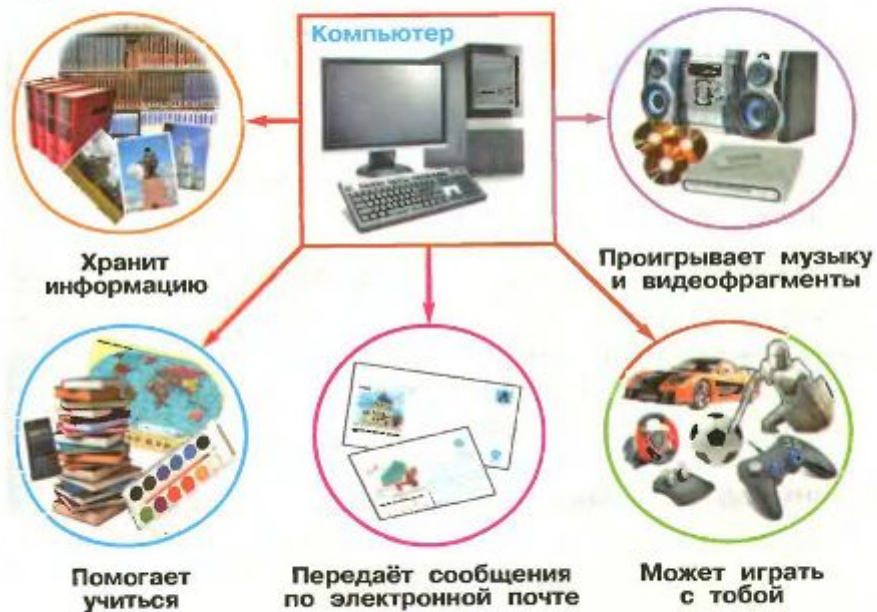 Компьютер
Хранит
информацию
Проигрывает музыку
и видеофрагменты
Помогает
учиться
Передаёт сообщения
по электронной почте
Может играть
с тобой